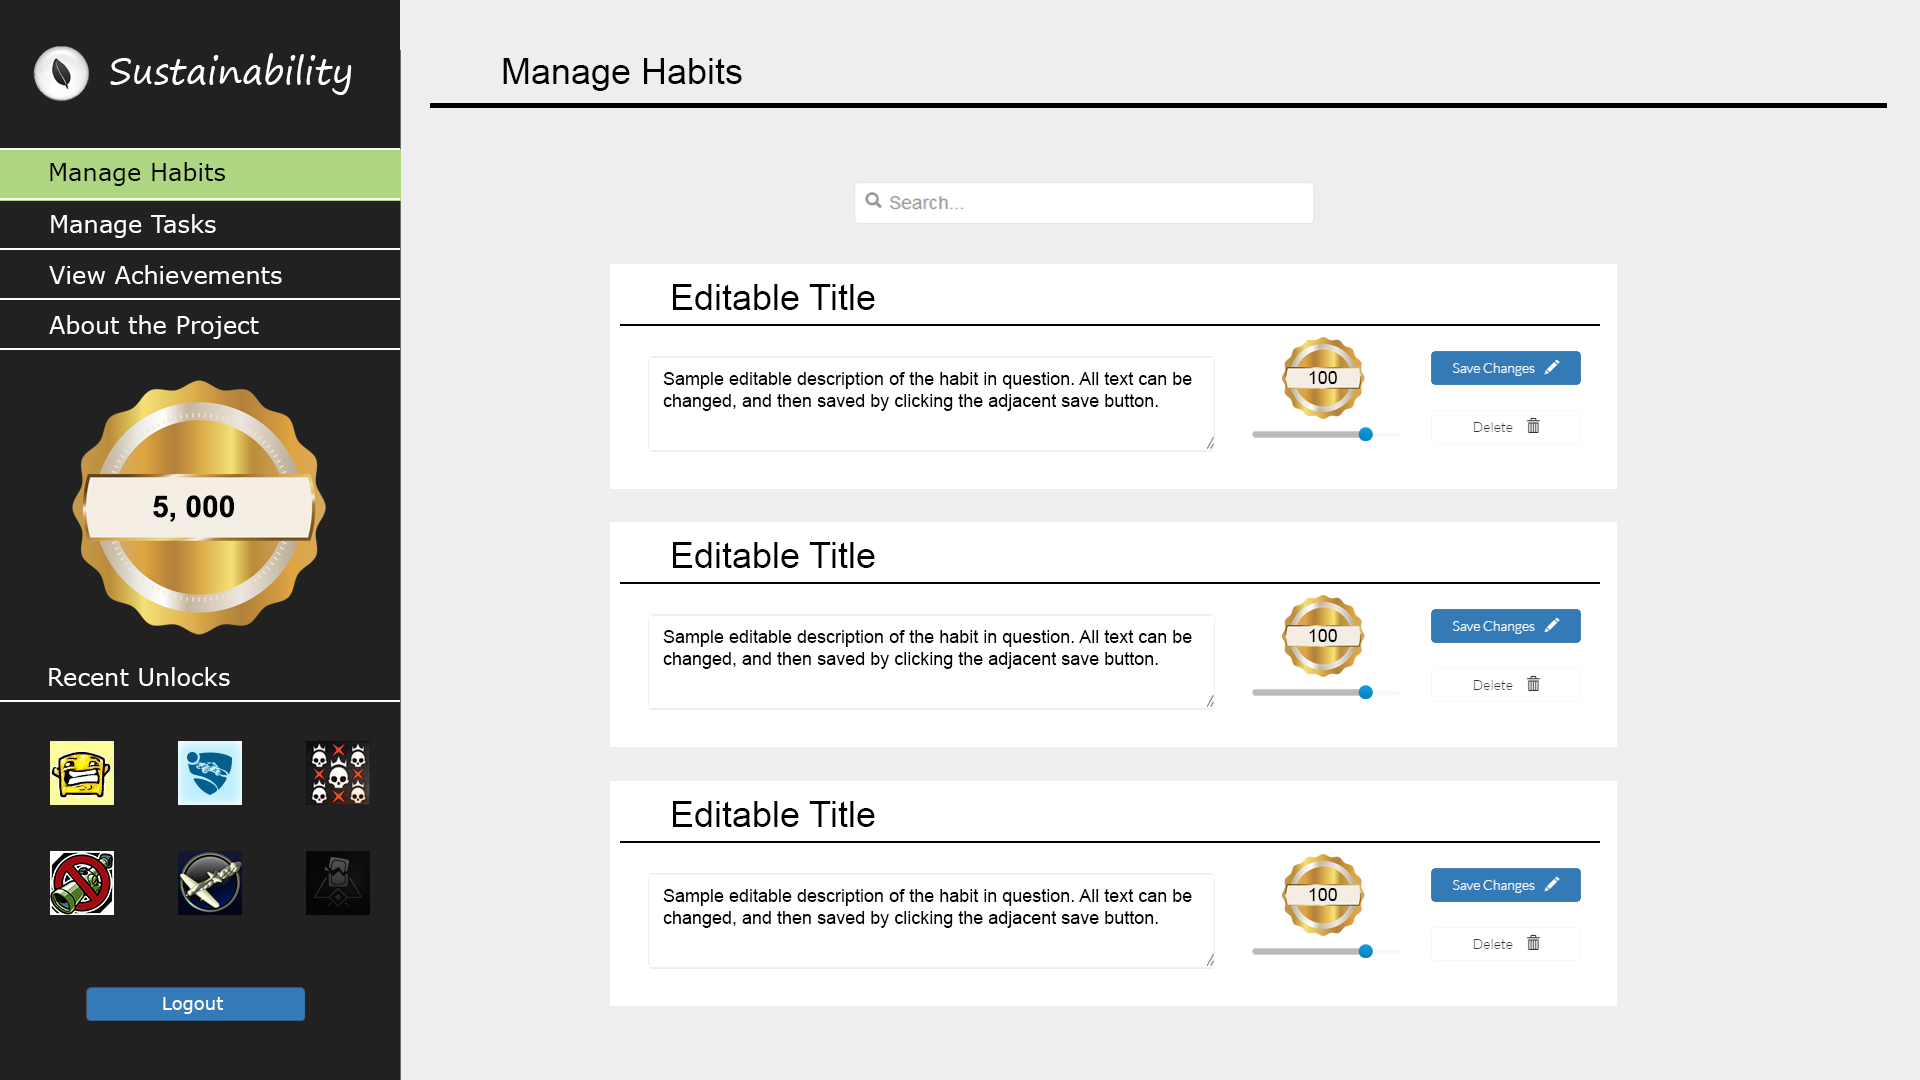 Sustainability
Manage Habits
Manage Tasks
View Achievements
About the Project
5, 000
Recent Unlocks
Logout
Manage Habits
Search...
Editable Title
Sample editable description of the habit in question. All text can be
changed, and then saved by clicking the adjacent save button.
100
Save Changes
Delete
Editable Title
Sample editable description of the habit in question. All text can be
changed, and then saved by clicking the adjacent save button.
100
Save Changes
Delete
Editable Title
Sample editable description of the habit in question. All text can be
changed, and then saved by clicking the adjacent save button.
100
Save Changes
Delete